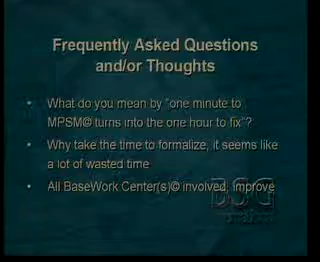 Frequently Asked Questions
and/or Thoughts
• What do you mean by "one minute to
MPSM© turns into the one hour to fix"?
• Why take the time to formalize, it seems like
a lot of wasted time
• All BaseWork Center(s)© involved, improve
BSG